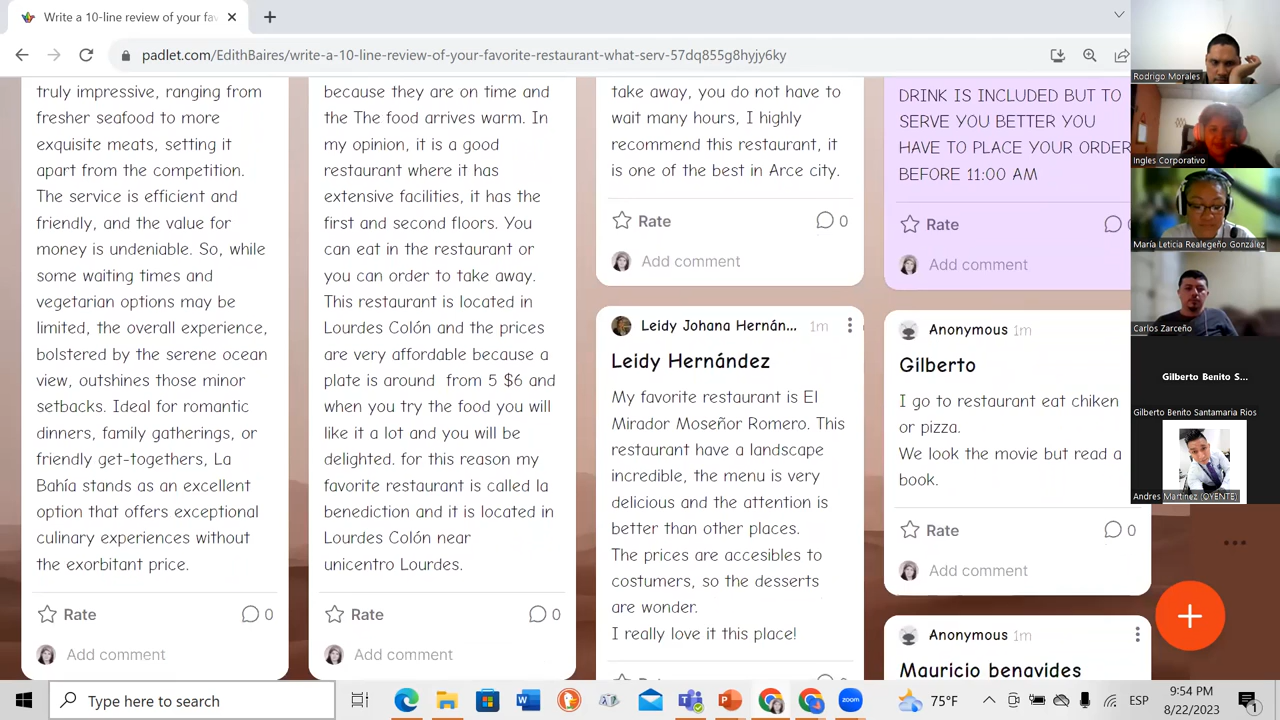 Write a 10-line review of your fav
padlet.com/EdithBaires/write-a-10-line-review-of-your-favorite-restaurant-what-serv-57dq855g8hyjy6ky
truly impressive, ranging from
fresher seafood to more
exquisite meats, setting it
apart from the competition.
The service is efficient and
friendly, and the value for
money is undeniable. So, while
some waiting times and
vegetarian options may be
limited, the overall experience,
bolstered by the serene ocean
view, outshines those minor
setbacks. Ideal for romantic
dinners, family gatherings, or
friendly get-togethers, La
Bahía stands as an excellent
option that offers exceptional
culinary experiences without
the exorbitant price.
Rate
0
Add comment
because they are on time and
the The food arrives warm. In
my opinion, it is a good
restaurant where it has
extensive facilities, it has the
first and second floors. You
can eat in the restaurant or
you can order to take away.
This restaurant is located in
Lourdes Colón and the prices
are very affordable because a
plate is around from 5 $6 and
when you try the food you will
like it a lot and you will be
delighted. for this reason my
favorite restaurant is called la
benediction and it is located in
Lourdes Colón near
unicentro Lourdes.
Rate
0
Add comment
take away, you do not have to
wait many hours, I highly
recommend this restaurant, it
is one of the best in Arce city.
Rate
0
Add comment
Leidy Johana Hernán...
1m
Leidy Hernández
My favorite restaurant is El
Mirador Moseñor Romero. This
restaurant have a landscape
incredible, the menu is very
delicious and the attention is
better than other places.
The prices are accesibles to
costumers, so the desserts
are wonder.
I really love it this place!
DRINK IS INCLUDED BUT TO
SERVE YOU BETTER YOU
HAVE TO PLACE YOUR ORDER
BEFORE 11:00 AM
Rate
Add comment
Anonymous 1m
Gilberto
I go to restaurant eat chiken
or pizza.
We look the movie but read a
book.
Rate
0
Add comment
Anonymous 1m
Mauricio benavides
Rodrigo Morales
Ingles Corporativo
María Leticia Realegeño González
Carlos Zarceño
Gilberto Benito S...
Gilberto Benito Santamaria Rios
Andres Martinez (OYENTE)
Type here to search
zoom
75°F
ESP
9:54 PM
8/22/2023
1